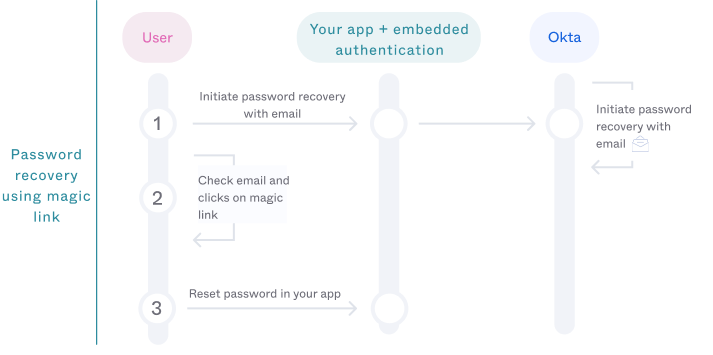 User
Your app + embedded
authentication
Okta
Password
recovery
using magic
link
1
Initiate password recovery
with email
Initiate password
recovery with
email
2
Check email and
clicks on magic
link
3
Reset password in your app